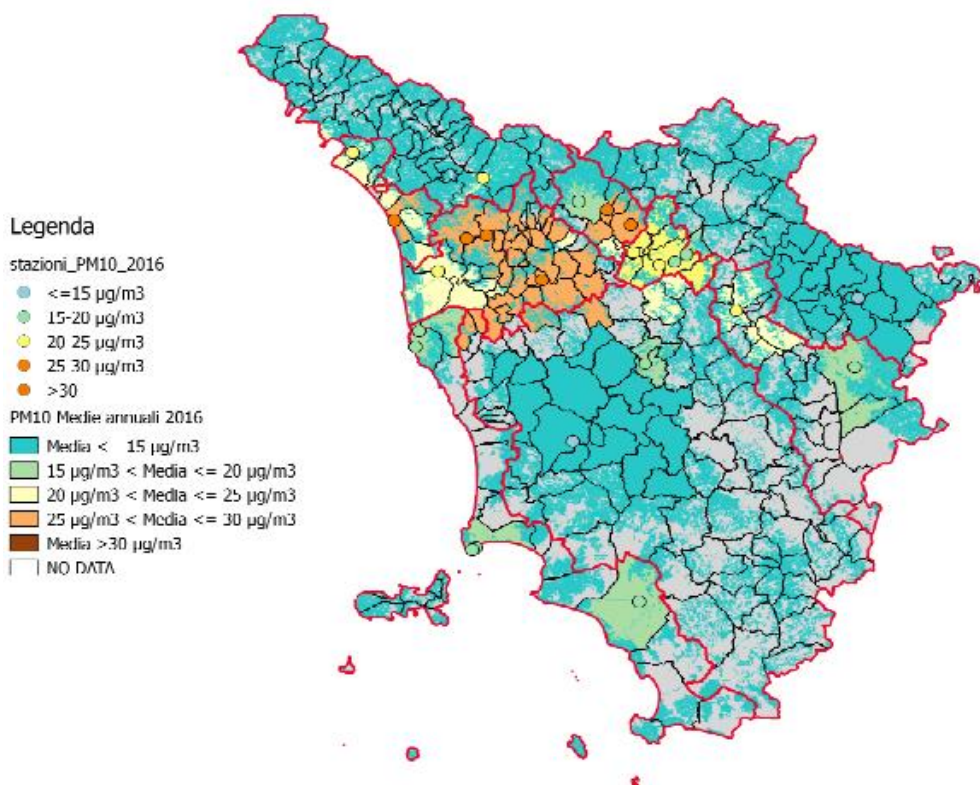 Legenda
stazioni_PM10_2016
<=15 µg/m3
15-20 µg/m3
20 25 µg/m3
25 30 µg/m3
>30
PM10 Medie annuali 2016
Media < 15 µg/m3
15 µg/m3 < Media <= 20 µg/m3
20 µg/m3 < Media <= 25 µg/m3
25 µg/m3 < Media <= 30 µg/m3
Media >30 µg/m3
NO DATA